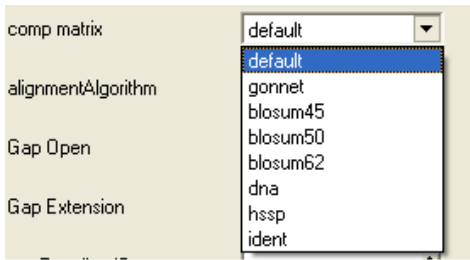 comp matrix default
default
alignmentAlgorithm gonnet
blosum45
Gap Open blosum50
blosum62
dna
Gap Extension hssp
ident